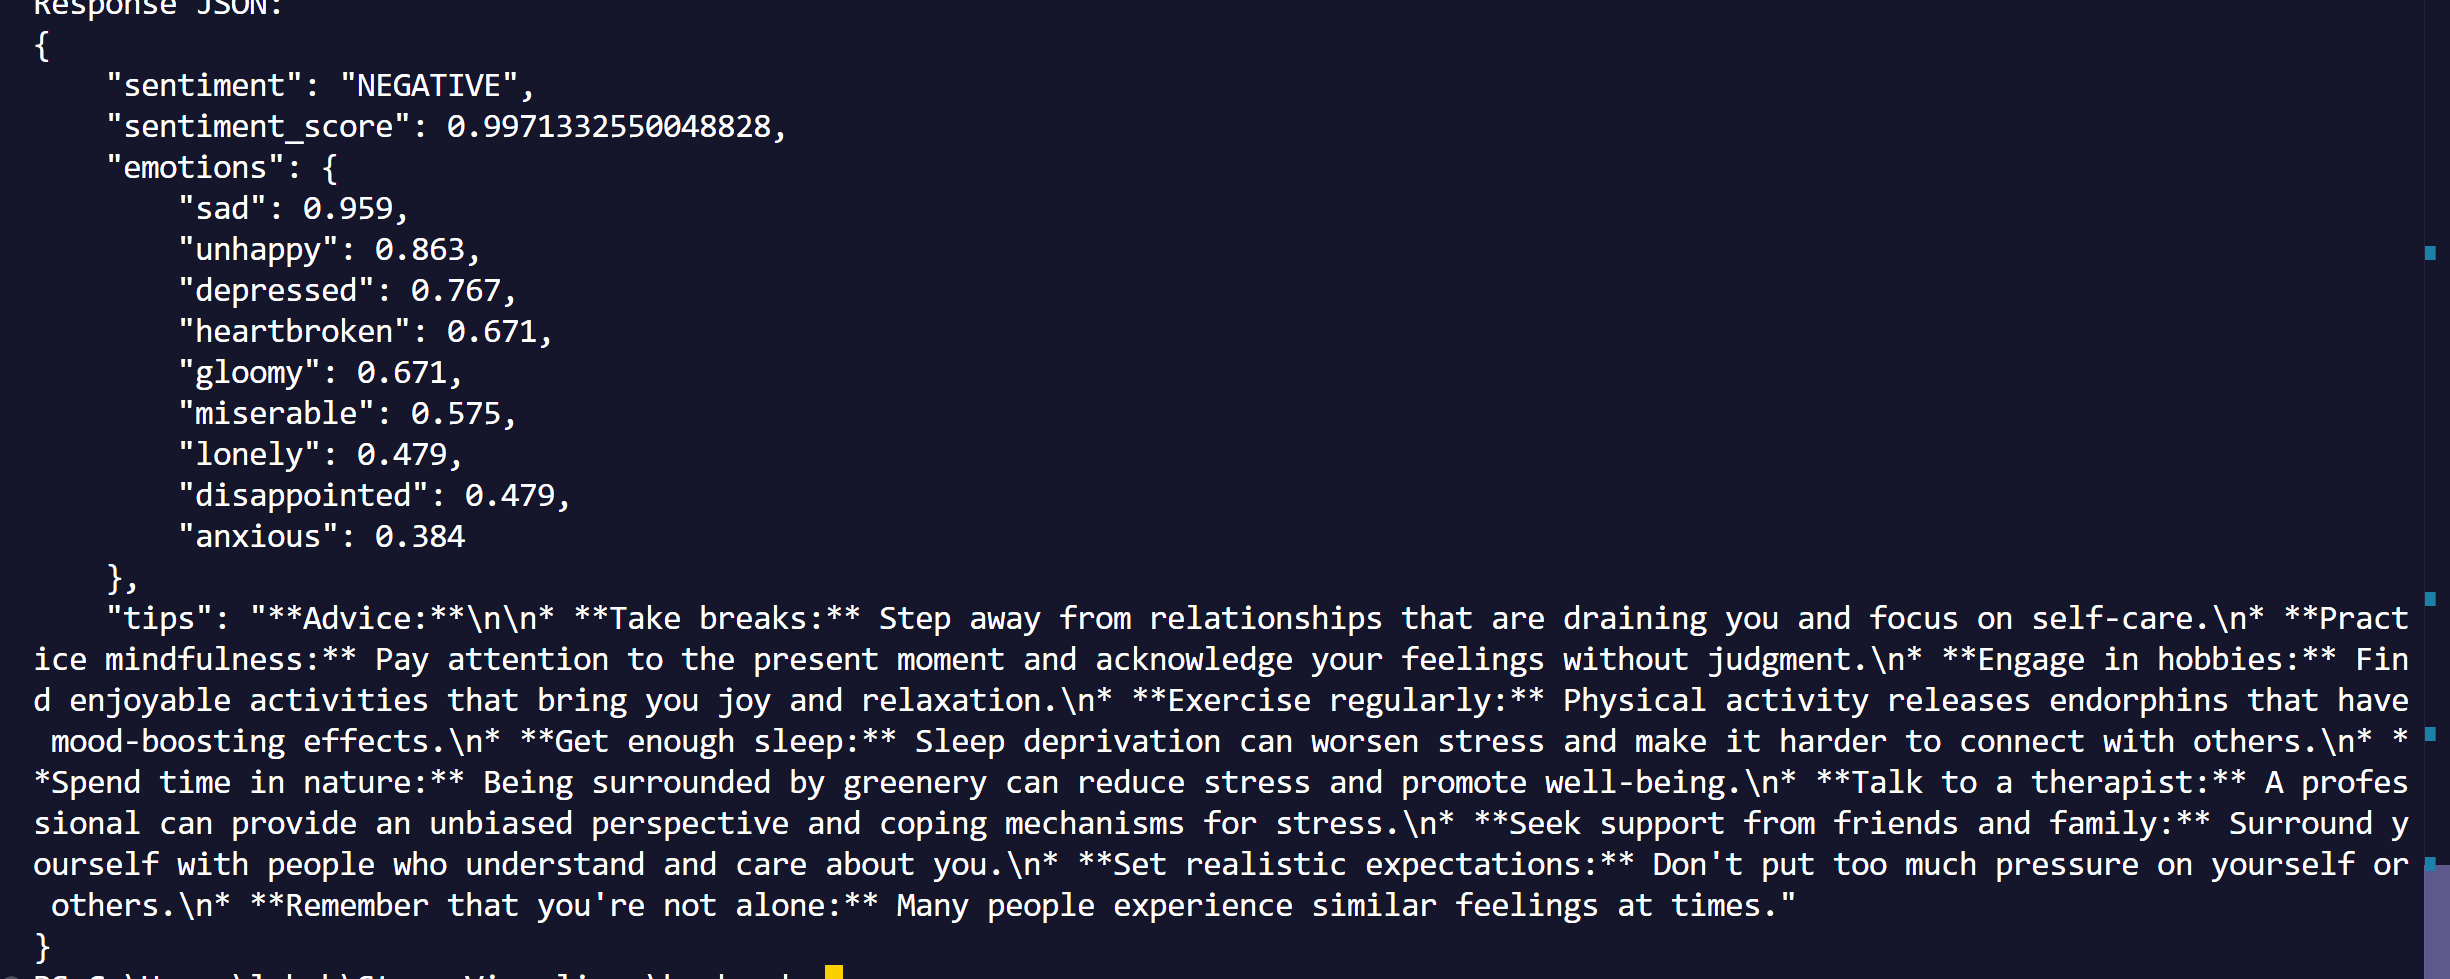 Response JSON:
{
    "sentiment": "NEGATIVE",
    "sentiment_score": 0.9971332550048828,
    "emotions": {
        "sad": 0.959,
        "unhappy": 0.863,
        "depressed": 0.767,
        "heartbroken": 0.671,
        "gloomy": 0.671,
        "miserable": 0.575,
        "lonely": 0.479,
        "disappointed": 0.479,
        "anxious": 0.384
    },
    "tips": "**Advice:**\n\n* **Take breaks:** Step away from relationships that are draining you and focus on self-care.\n* **Pract
ice mindfulness:** Pay attention to the present moment and acknowledge your feelings without judgment.\n* **Engage in hobbies:** Fin
d enjoyable activities that bring you joy and relaxation.\n* **Exercise regularly:** Physical activity releases endorphins that have
 mood-boosting effects.\n* **Get enough sleep:** Sleep deprivation can worsen stress and make it harder to connect with others.\n* *
*Spend time in nature:** Being surrounded by greenery can reduce stress and promote well-being.\n* **Talk to a therapist:** A profes
sional can provide an unbiased perspective and coping mechanisms for stress.\n* **Seek support from friends and family:** Surround y
ourself with people who understand and care about you.\n* **Set realistic expectations:** Don't put too much pressure on yourself or
 others.\n* **Remember that you're not alone:** Many people experience similar feelings at times."
}